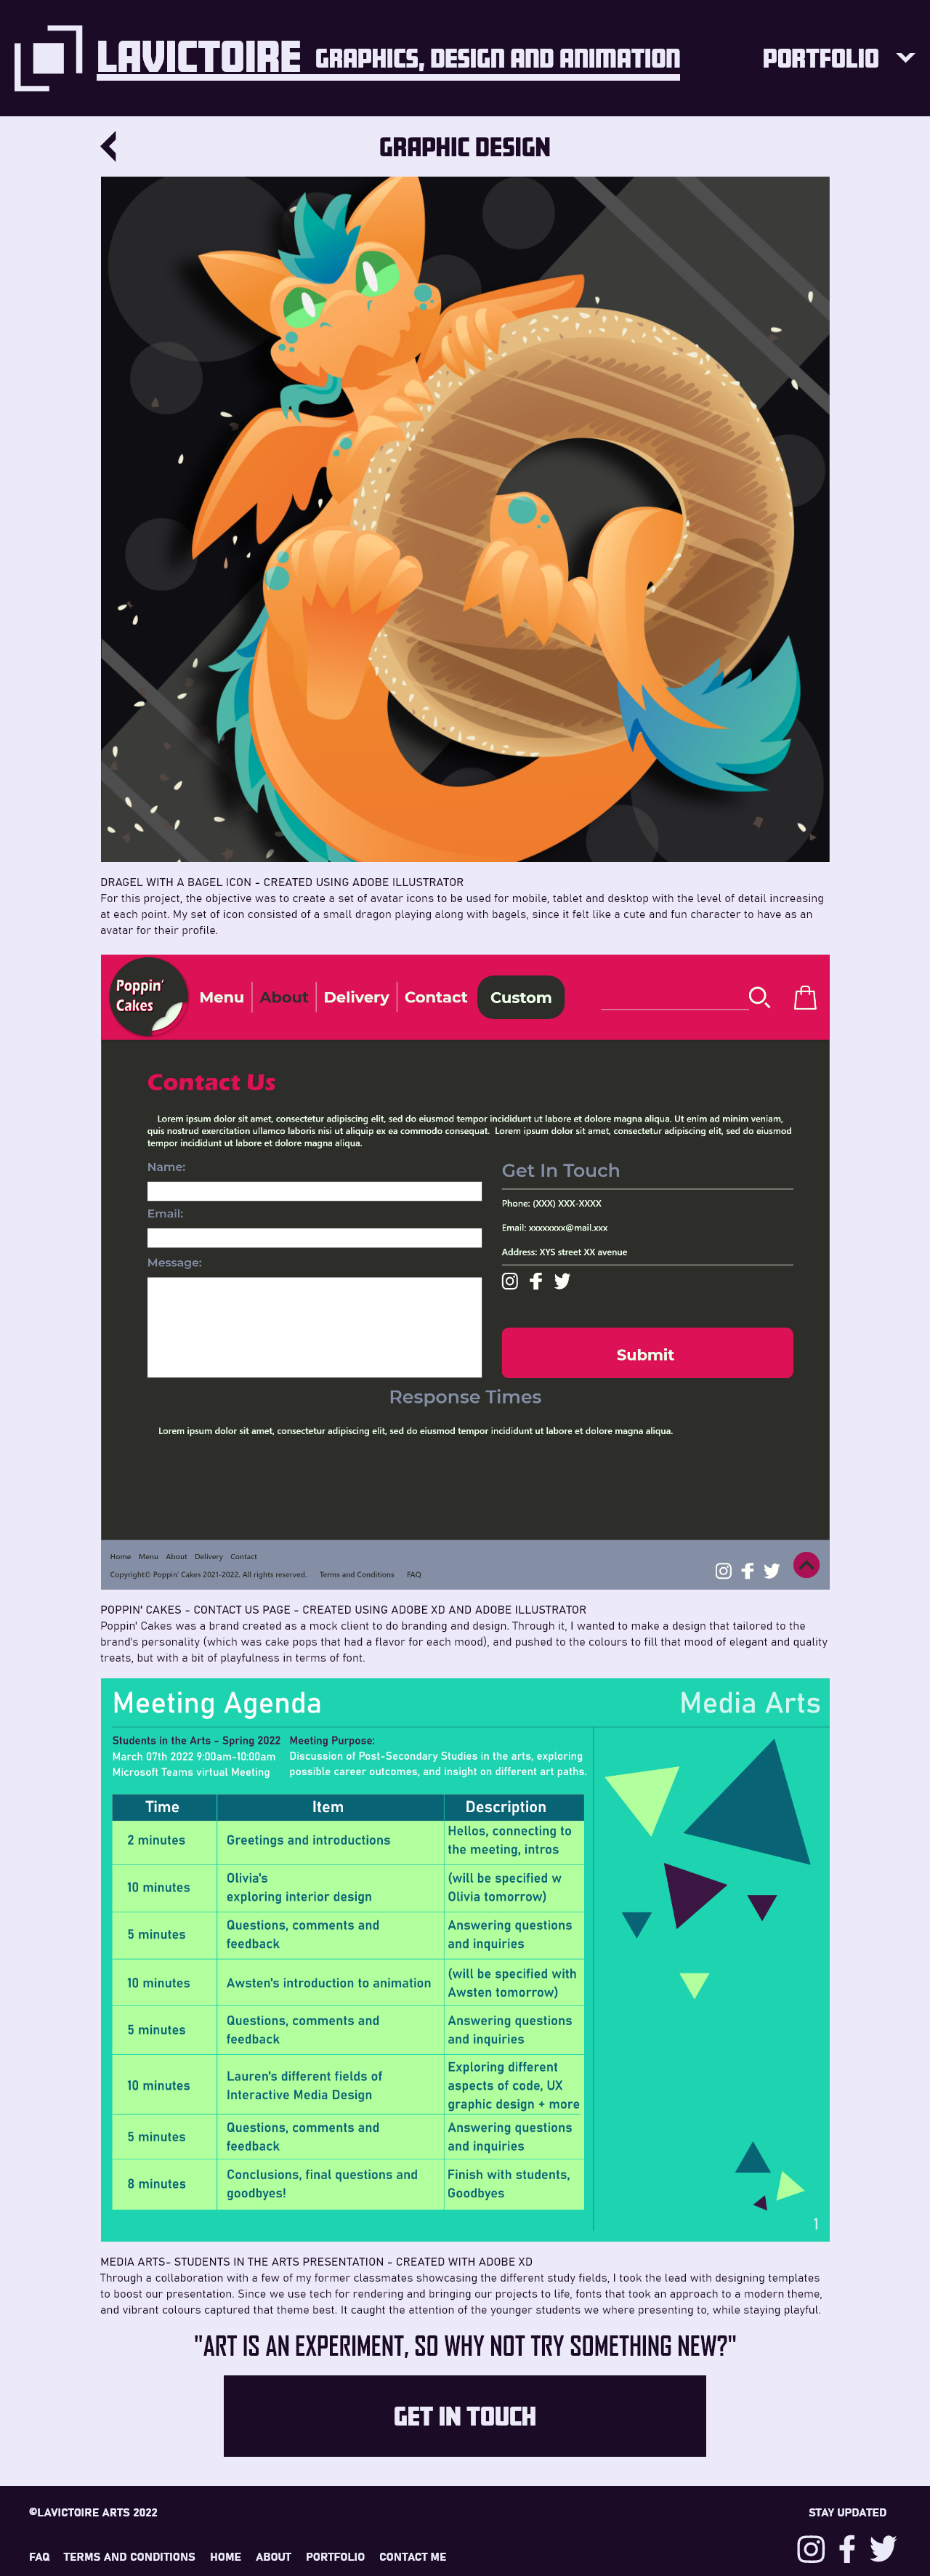 LAVICTOIRE GRAPHICS, DESIGN AND ANIMATION PORTFOLIO
GRAPHIC DESIGN
DRAGEL WITH A BAGEL ICON - CREATED USING ADOBE ILLUSTRATOR
For this project, the objective was to create a set of avatar icons to be used for mobile, tablet and desktop with the level of detail increasing
at each point. My set of icon consisted of a small dragon playing along with bagels, since it felt like a cute and fun character to have as an
avatar for their profile.
Poppin'
Cakes
Menu About Delivery Contact Custom
Contact Us
Lorem ipsum dolor sit amet, consectetur adipiscing elit, sed do eiusmod tempor incididunt ut labore et dolore magna aliqua. Ut enim ad minim veniam,
quis nostrud exercitation ullamco laboris nisi ut aliquip ex ea commodo consequat. Lorem ipsum dolor sit amet, consectetur adipiscing elit, sed do eiusmod
tempor incididunt ut labore et dolore magna aliqua.
Name:
Email:
Message:
Get In Touch
Phone: (XXX) XXX-XXXX
Email: xxxxxxxx@mail.xxx
Address: XYS street XX avenue
Submit
Response Times
Lorem ipsum dolor sit amet, consectetur adipiscing elit, sed do eiusmod tempor incididunt ut labore et dolore magna aliqua.
Home Menu About Delivery Contact
Copyright© Poppin' Cakes 2021-2022. All rights reserved. Terms and Conditions FAQ
POPPIN' CAKES - CONTACT US PAGE - CREATED USING ADOBE XD AND ADOBE ILLUSTRATOR
Poppin' Cakes was a brand created as a mock client to do branding and design. Through it, I wanted to make a design that tailored to the
brand's personality (which was cake pops that had a flavor for each mood), and pushed to the colours to fill that mood of elegant and quality
treats, but with a bit of playfulness in terms of font.
Meeting Agenda Media Arts
Students in the Arts - Spring 2022
March 07th 2022 9:00am-10:00am
Microsoft Teams virtual Meeting
Meeting Purpose:
Discussion of Post-Secondary Studies in the arts, exploring
possible career outcomes, and insight on different art paths.
Time Item Description
2 minutes
Greetings and introductions
Hellos, connecting to
the meeting, intros
10 minutes
Olivia's
exploring interior design
(will be specified w
Olivia tomorrow)
5 minutes
Questions, comments and
feedback
Answering questions
and inquiries
10 minutes
Awsten's introduction to animation
(will be specified with
Awsten tomorrow)
5 minutes
Questions, comments and
feedback
Answering questions
and inquiries
10 minutes
Lauren's different fields of
Interactive Media Design
Exploring different
aspects of code, UX
graphic design + more
5 minutes
Questions, comments and
feedback
Answering questions
and inquiries
8 minutes
Conclusions, final questions and
goodbyes!
Finish with students,
Goodbyes
1
MEDIA ARTS- STUDENTS IN THE ARTS PRESENTATION - CREATED WITH ADOBE XD
Through a collaboration with a few of my former classmates showcasing the different study fields, I took the lead with designing templates
to boost our presentation. Since we use tech for rendering and bringing our projects to life, fonts that took an approach to a modern theme,
and vibrant colours captured that theme best. It caught the attention of the younger students we where presenting to, while staying playful.
"ART IS AN EXPERIMENT, SO WHY NOT TRY SOMETHING NEW?"
GET IN TOUCH
©LAVICTOIRE ARTS 2022 STAY UPDATED
FAQ TERMS AND CONDITIONS HOME ABOUT PORTFOLIO CONTACT ME